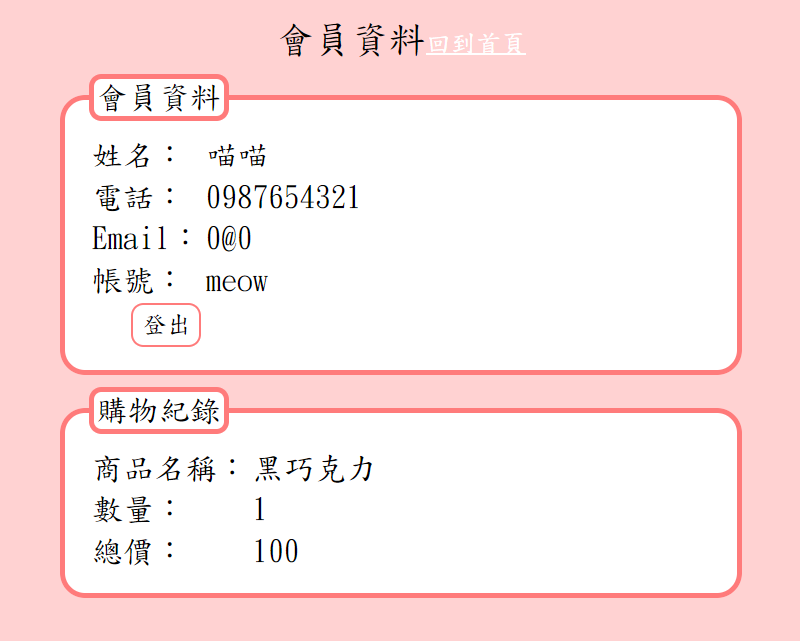 會員資料回到首頁
會員資料
姓名： 喵喵
電話： 0987654321
Email：0@0
帳號： meow
登出
購物紀錄
商品名稱：黑巧克力
數量： 1
總價： 100